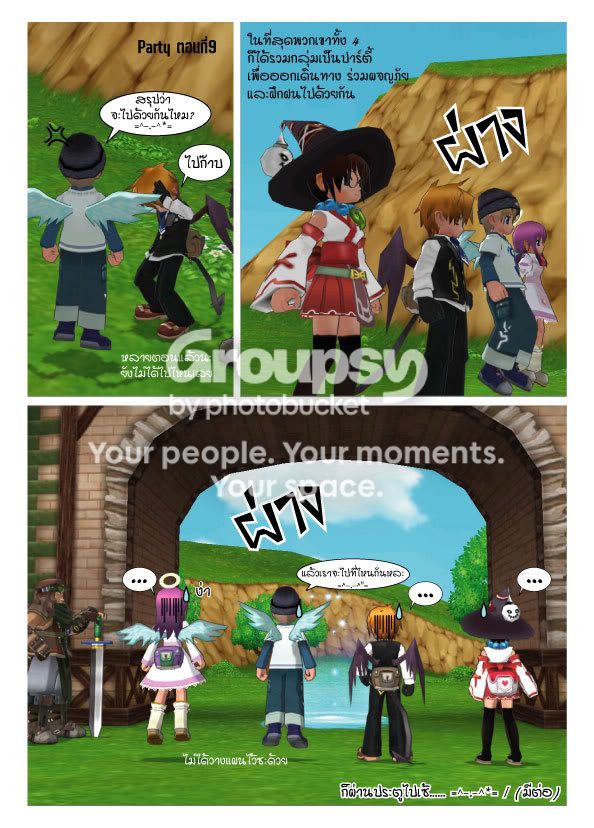 Party ตอนที่9
สรุปว่า
จะไปด้วยกันไหม?
=^-,-^*=
ไปก๊าบ
หลายตอนแล้วนะ
ยังไม่ได้ไปไหนเลย
ในที่สุดพวกเขาทั้ง 4
ก็ได้รวมกลุ่มเป็นปาร์ตี้
เพื่อออกเดินทาง ร่วมผจญภัย
และฝึกฝนไปด้วยกัน
ผ่าง
Groupsy
by photobucket
Your people. Your moments.
Your space.
ผ่าง
...
ง่า
แล้วเราจะไปที่ไหนกันหละ
=^-,-^*=
...
...
ไม่ได้วางแผนไว้ซะด้วย
ก็ผ่านประตูไปเซ้...... =^-,-^*= / (มีต่อ)